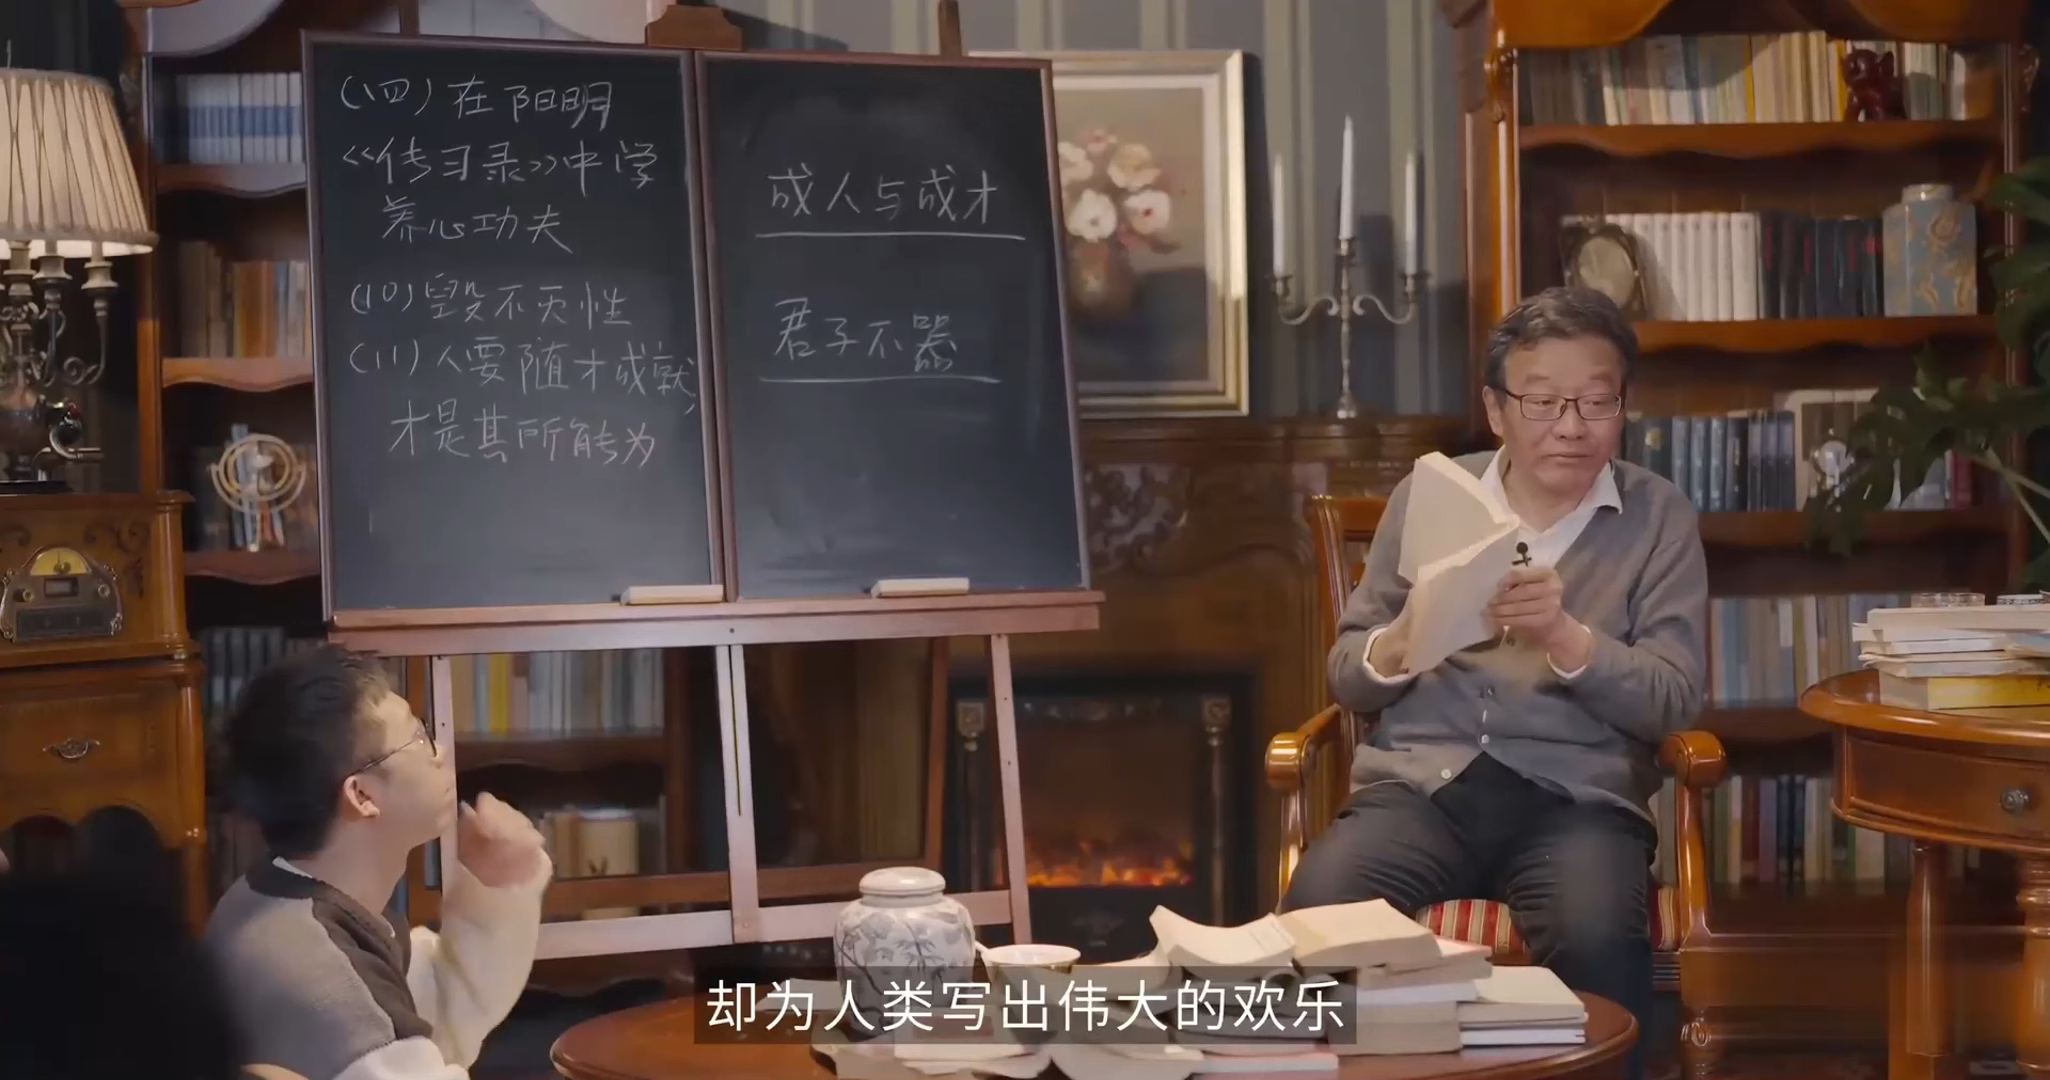 (四)在阳明
《传习录》中学
养心功夫
(10)毁不灭性
(11)人要随才成就,
才是其所能为
成人与成才
君子不器
却为人类写出伟大的欢乐